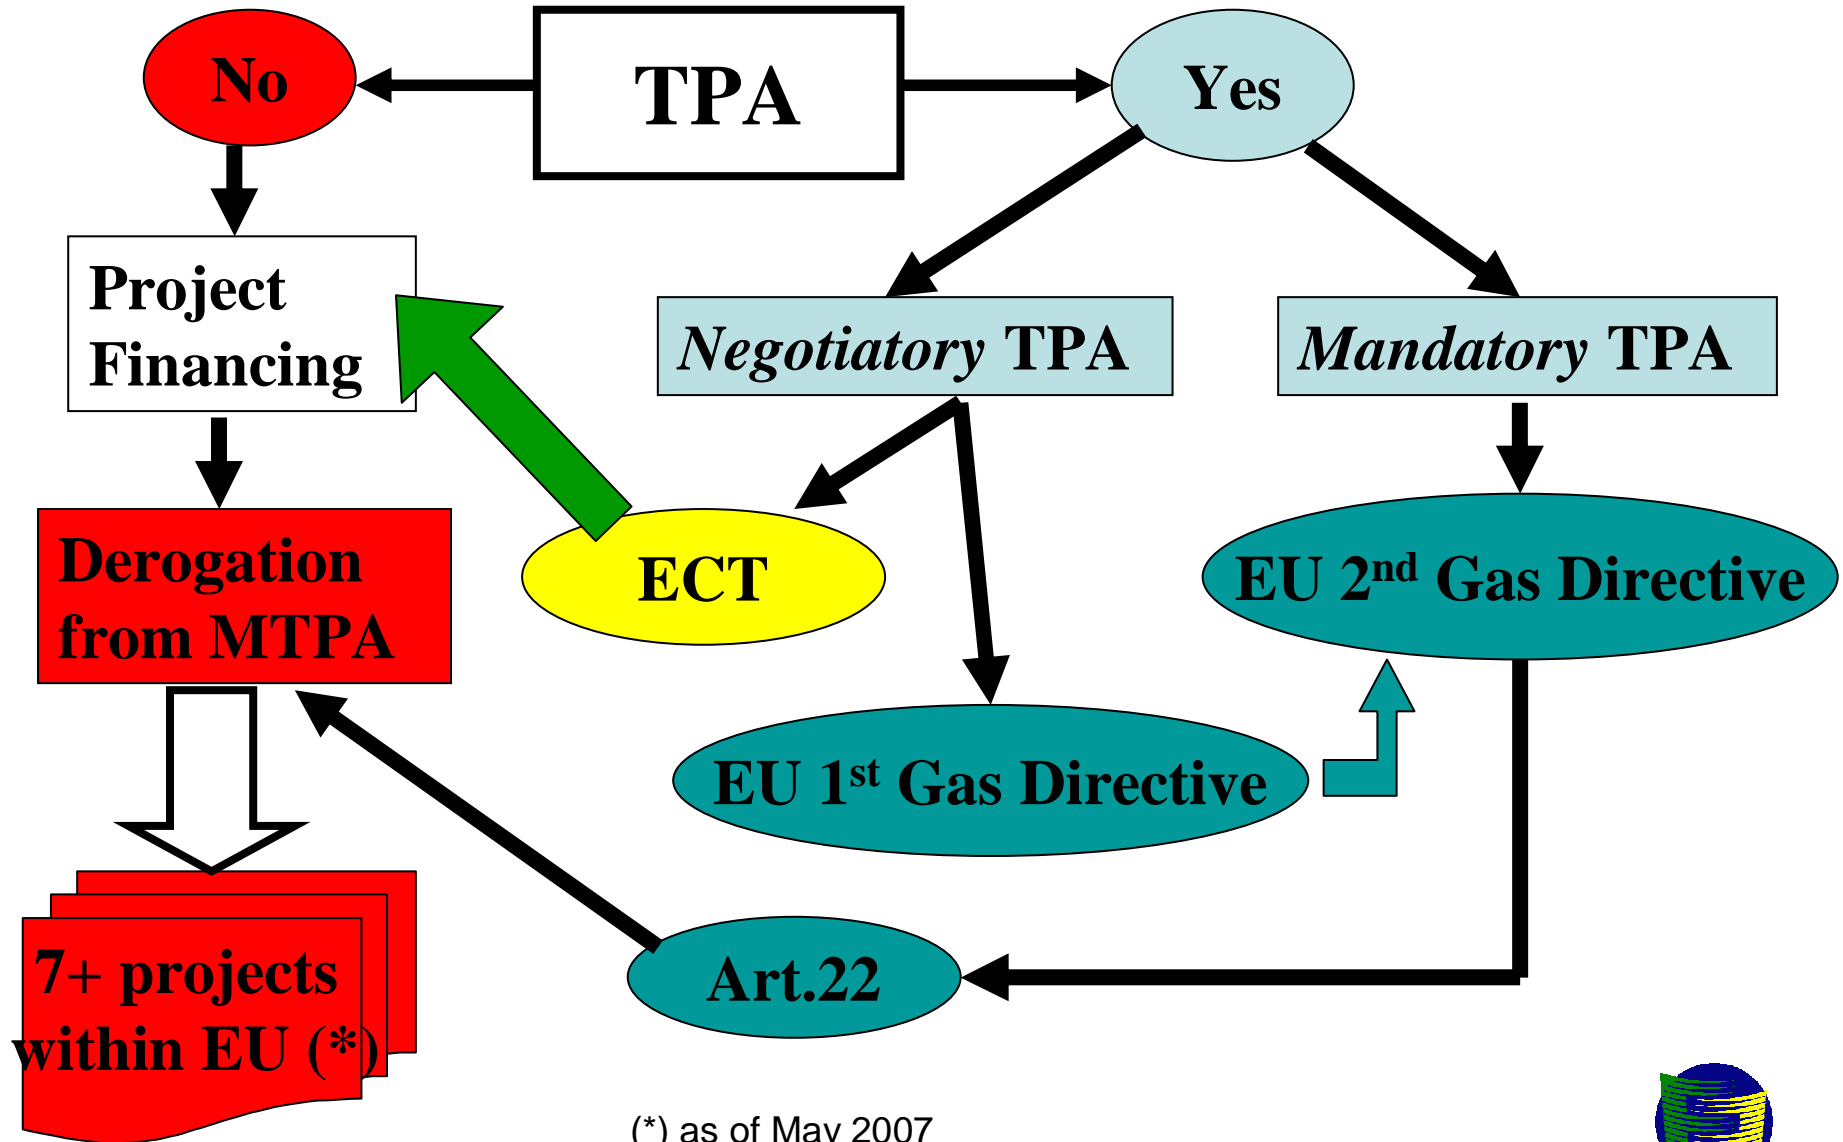 No
TPA
Yes
Project
Financing
Negotiatory TPA
Mandatory TPA
Derogation
from MTPA
ECT
EU 2nd Gas Directive
EU 1st Gas Directive
Art.22
7+ projects
within EU (*)
(*) as of May 2007